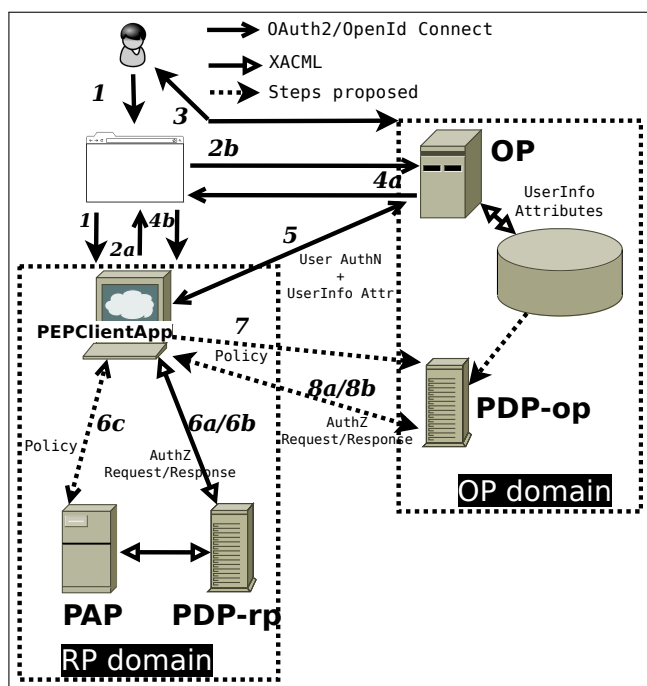 OAuth2/OpenId Connect
XACML
Steps proposed
1
3
2b
OP
4a
UserInfo
Attributes
1
2a
4b
5
User AuthN
+
UserInfo Attr
PEPClientApp
7
Policy
8a/8b
PDP-op
AuthZ
Request/Response
6c
6a/6b
Policy
AuthZ
Request/Response
OP domain
PAP
PDP-rp
RP domain